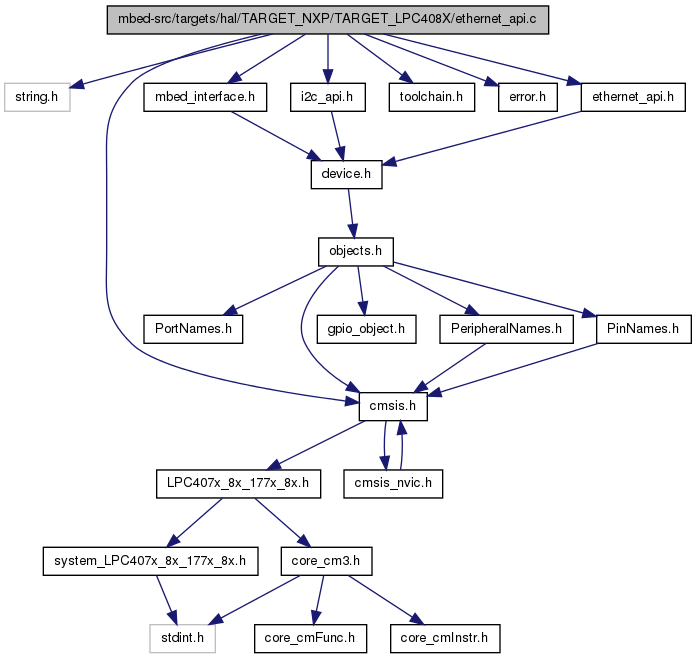 mbed-src/targets/hal/TARGET_NXP/TARGET_LPC408X/ethernet_api.c
string.h
mbed_interface.h
i2c_api.h
toolchain.h
error.h
ethernet_api.h
device.h
objects.h
PortNames.h
gpio_object.h
PeripheralNames.h
PinNames.h
cmsis.h
LPC407x_8x_177x_8x.h
cmsis_nvic.h
system_LPC407x_8x_177x_8x.h
core_cm3.h
stdint.h
core_cmFunc.h
core_cmInstr.h